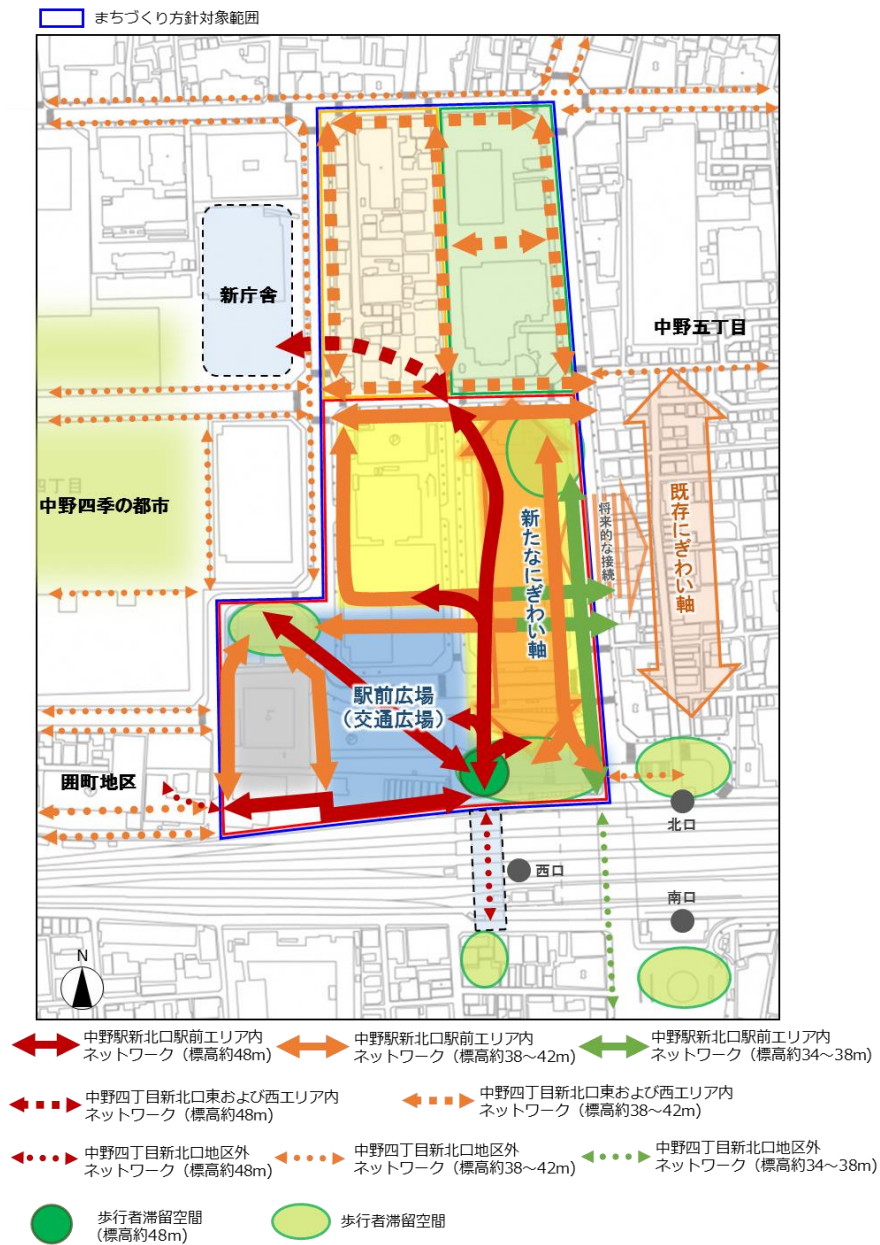 まちづくり方針対象範囲
新庁舎
中野五丁目
四丁目
中野四季の都市
既存にぎわい軸
将来的な接続
新たなにぎわい軸
駅前広場
（交通広場）
囲町地区
北口
西口
南口
N
中野駅新北口駅前エリア内
ネットワーク（標高約48m）
中野駅新北口駅前エリア内
ネットワーク（標高約38～42m）
中野駅新北口駅前エリア内
ネットワーク（標高約34～38m）
中野四丁目新北口東および西エリア内
ネットワーク（標高約48m）
中野四丁目新北口東および西エリア内
ネットワーク（標高約38～42m）
中野四丁目新北口地区外
ネットワーク（標高約48m）
中野四丁目新北口地区外
ネットワーク（標高約38～42m）
中野四丁目新北口地区外
ネットワーク（標高約34～38m）
歩行者滞留空間
（標高約48m）
歩行者滞留空間